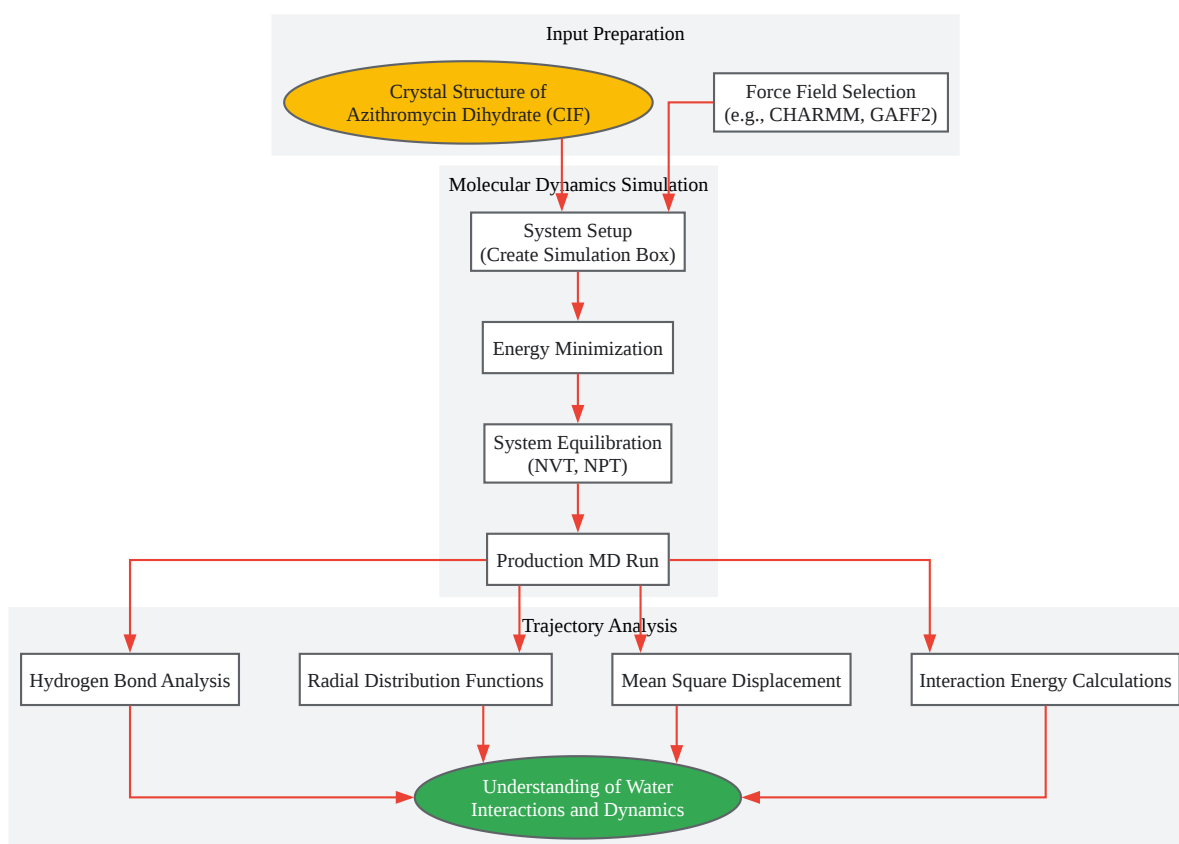 Input Preparation
Crystal Structure of
Azithromycin Dihydrate (CIF)
Force Field Selection
(e.g., CHARMM, GAFF2)
Molecular Dynamics Simulation
System Setup
(Create Simulation Box)
Energy Minimization
System Equilibration
(NVT, NPT)
Production MD Run
Trajectory Analysis
Hydrogen Bond Analysis
Radial Distribution Functions
Mean Square Displacement
Interaction Energy Calculations
Understanding of Water
Interactions and Dynamics